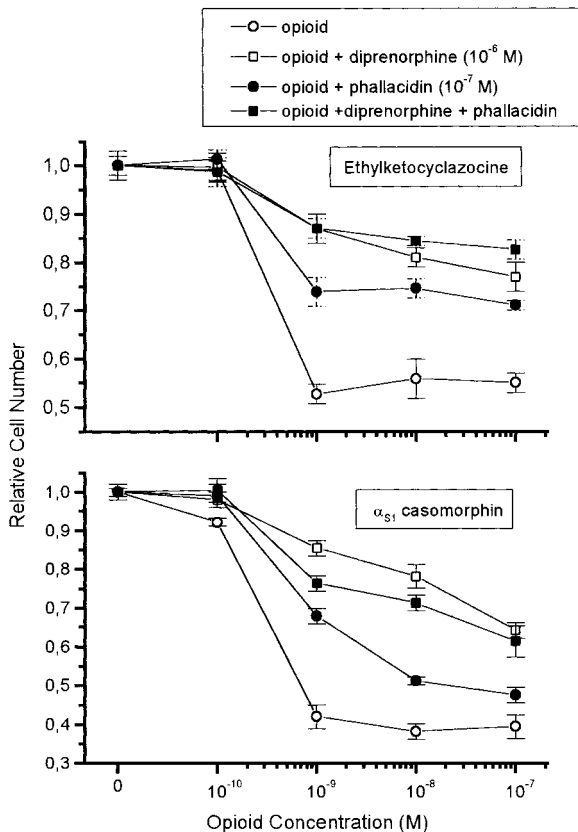 opioid
opioid + diprenorphine (10⁻⁶ M)
opioid + phallacidin (10⁻⁷ M)
opioid +diprenorphine + phallacidin
Ethylketocyclazocine
1,0
0,9
0,8
0,7
0,6
0,5
Relative Cell Number
αS1 casomorphin
1,0
0,9
0,8
0,7
0,6
0,5
0,4
0,3
0 10⁻¹⁰ 10⁻⁹ 10⁻⁸ 10⁻⁷
Opioid Concentration (M)